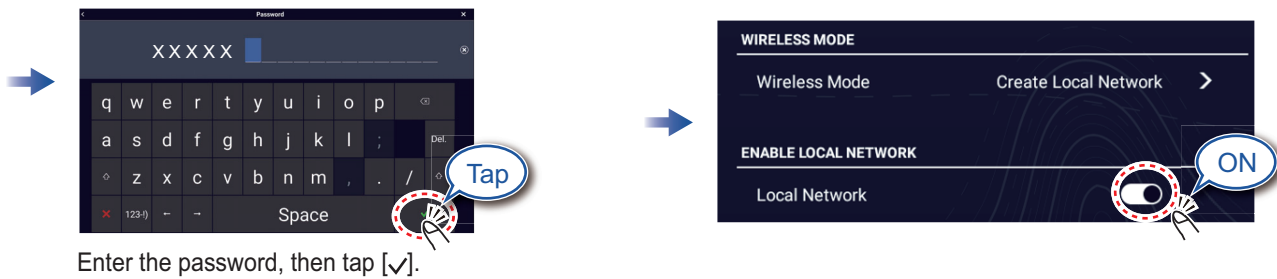 Password
XXXXX
q w e r t y u i o p
a s d f g h j k l ; Del.
z x c v b n m , . /
123-!) ← → Space
Tap
Enter the password, then tap [✓].
WIRELESS MODE
Wireless Mode Create Local Network >
ENABLE LOCAL NETWORK
Local Network
ON